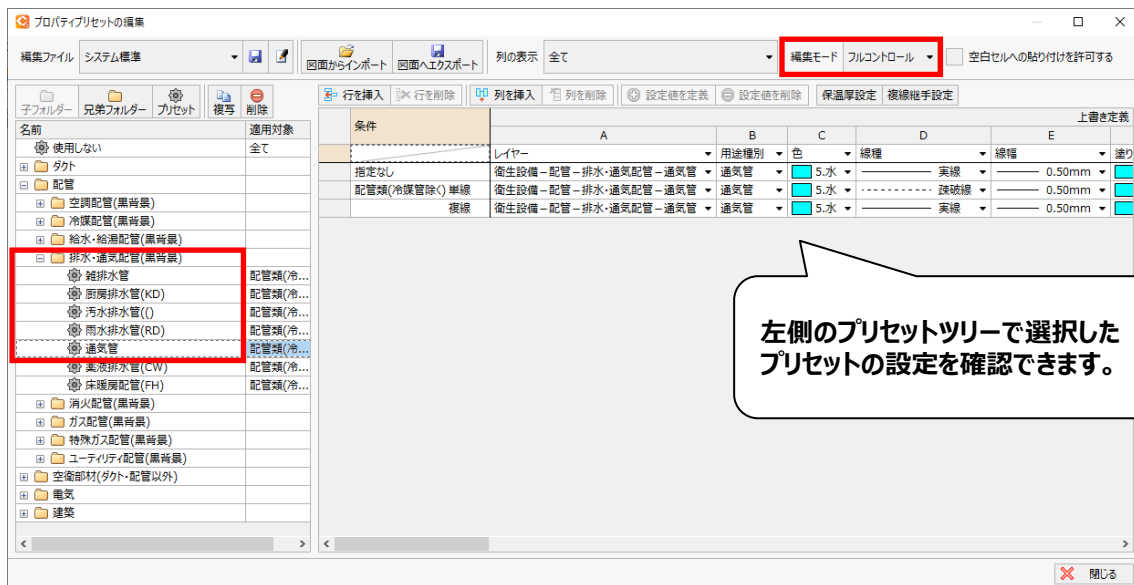 プロパティプリセットの編集
編集ファイル システム標準 図面からインポート 図面へエクスポート 列の表示 全て 編集モード フルコントロール 空白セルへの貼り付けを許可する
子フォルダー 兄弟フォルダー プリセット 複写 削除
行を挿入 行を削除 列を挿入 列を削除 設定値を定義 設定値を削除 保温厚設定 複線継手設定
名前 適用対象
条件 上書き定義
A B C D E
レイヤー 用途種別 色 線種 線幅 塗り
指定なし 衛生設備−配管−排水・通気配管−通気管 通気管 5.水 実線 0.50mm
配管類(冷媒管除く) 単線 衛生設備−配管−排水・通気配管−通気管 通気管 5.水 疎破線 0.50mm
複線 衛生設備−配管−排水・通気配管−通気管 通気管 5.水 実線 0.50mm
使用しない 全て
ダクト
配管
空調配管(黒背景)
冷媒配管(黒背景)
給水・給湯配管(黒背景)
排水・通気配管(黒背景)
雑排水管 配管類(冷...
厨房排水管(KD) 配管類(冷...
汚水排水管(() 配管類(冷...
雨水排水管(RD) 配管類(冷...
通気管 配管類(冷...
薬液排水管(CW) 配管類(冷...
床暖房配管(FH) 配管類(冷...
消火配管(黒背景)
ガス配管(黒背景)
特殊ガス配管(黒背景)
ユーティリティ配管(黒背景)
空衛部材(ダクト・配管以外)
電気
建築
左側のプリセットツリーで選択した
プリセットの設定を確認できます。
閉じる